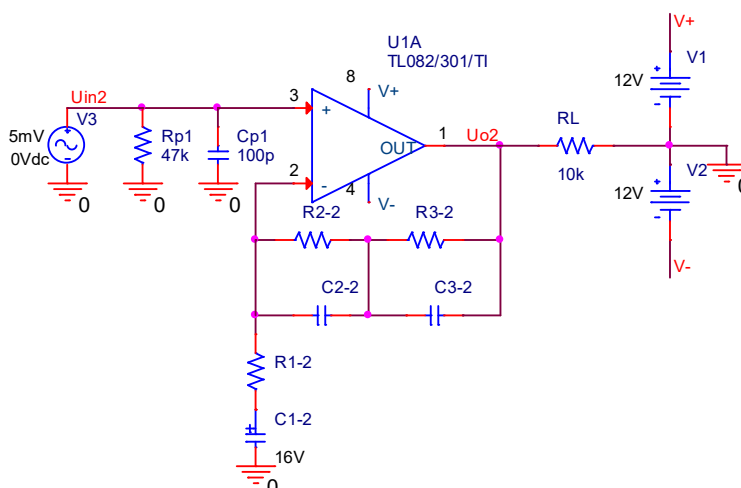 U1A
TL082/301/TI
V+
V1
12V
8
V+
3
+
Uin2
V3
5mV
0Vdc
Rp1
47k
Cp1
100p
OUT
1
Uo2
RL
10k
2
-
4
V-
0
0
0
0
V2
12V
V-
R2-2
R3-2
C2-2
C3-2
R1-2
C1-2
16V
0